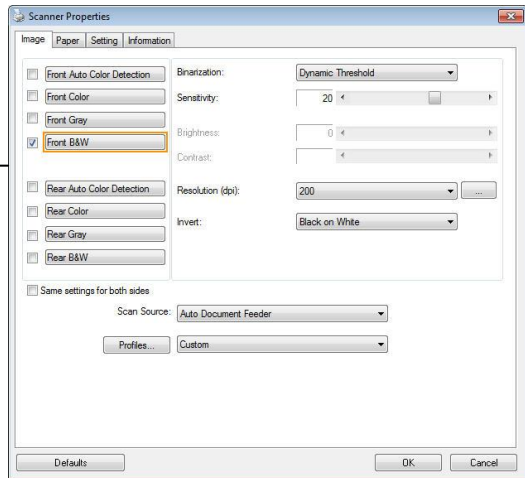 Scanner Properties
Image Paper Setting Information
Front Auto Color Detection
Front Color
Front Gray
Front B&W
Rear Auto Color Detection
Rear Color
Rear Gray
Rear B&W
Binarization: Dynamic Threshold
Sensitivity: 20
Brightness: 0
Contrast:
Resolution (dpi): 200 ...
Invert: Black on White
Same settings for both sides
Scan Source: Auto Document Feeder
Profiles... Custom
Defaults OK Cancel